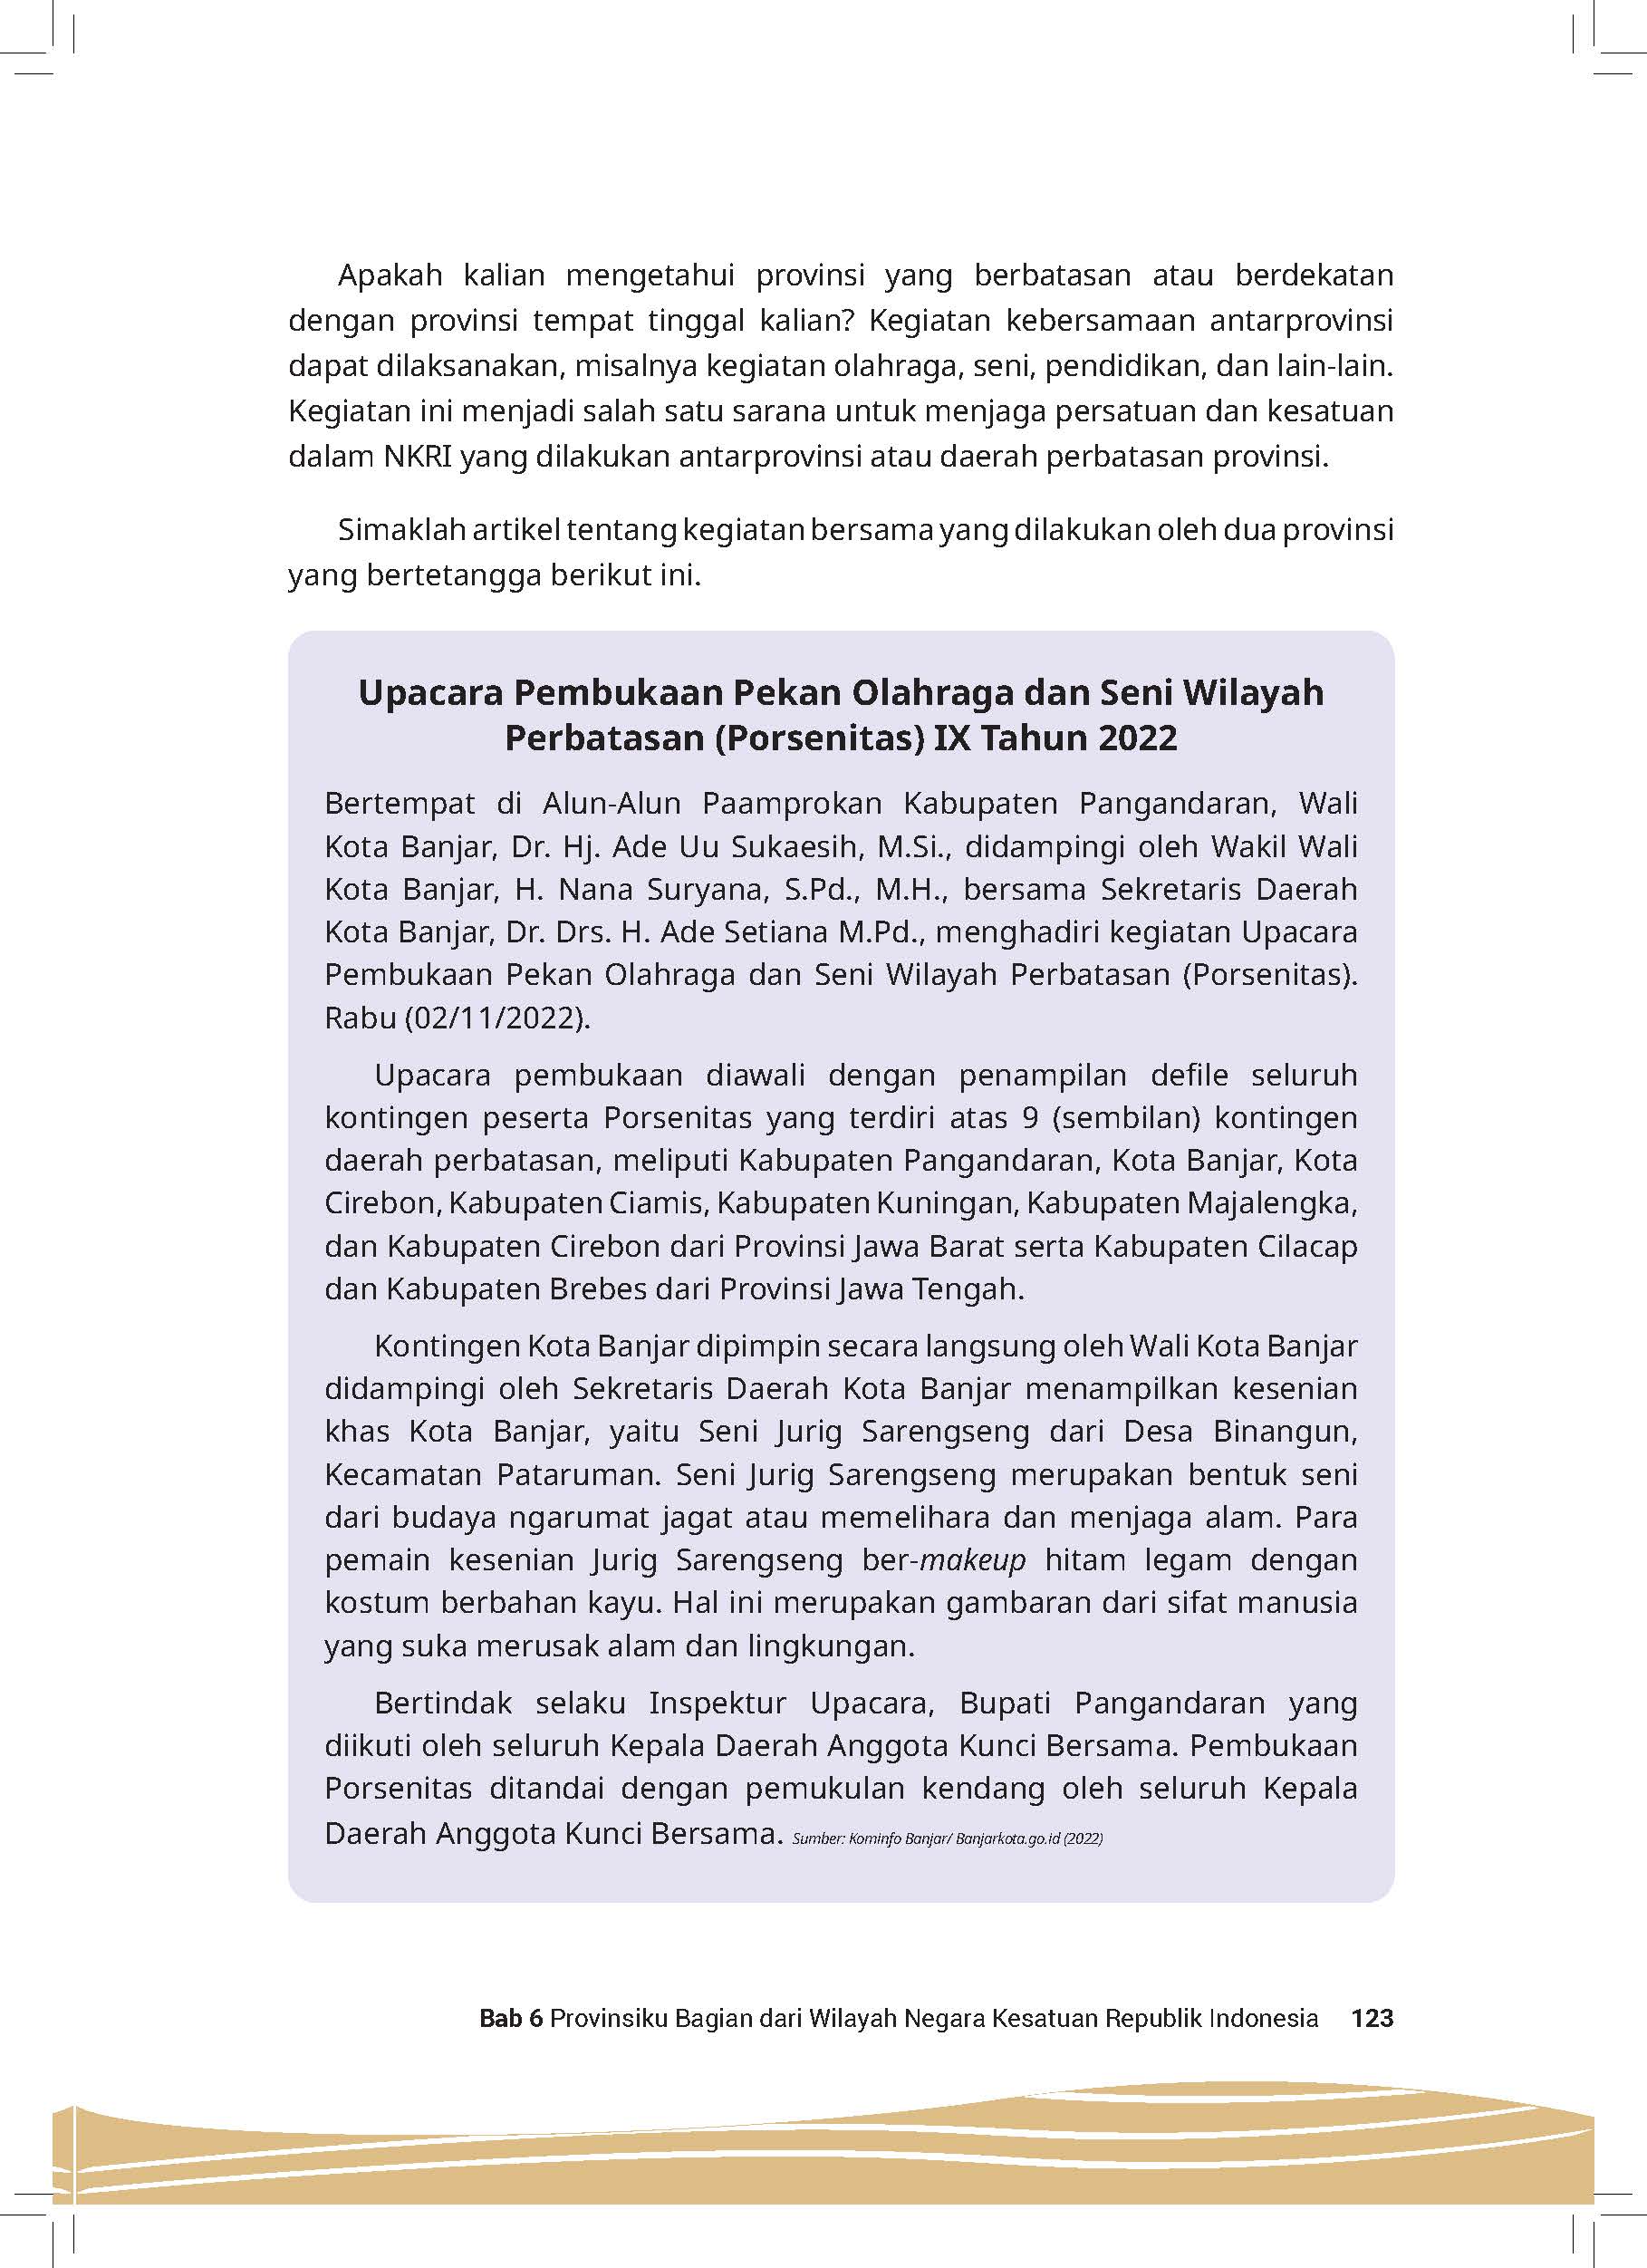 Apakah kalian mengetahui provinsi yang berbatasan atau berdekatan
dengan provinsi tempat tinggal kalian? Kegiatan kebersamaan antarprovinsi
dapat dilaksanakan, misalnya kegiatan olahraga, seni, pendidikan, dan lain-lain.
Kegiatan ini menjadi salah satu sarana untuk menjaga persatuan dan kesatuan
dalam NKRI yang dilakukan antarprovinsi atau daerah perbatasan provinsi.
Simaklah artikel tentang kegiatan bersama yang dilakukan oleh dua provinsi
yang bertetangga berikut ini.
Upacara Pembukaan Pekan Olahraga dan Seni Wilayah
Perbatasan (Porsenitas) IX Tahun 2022
Bertempat di Alun-Alun Paamprokan Kabupaten Pangandaran, Wali
Kota Banjar, Dr. Hj. Ade Uu Sukaesih, M.Si., didampingi oleh Wakil Wali
Kota Banjar, H. Nana Suryana, S.Pd., M.H., bersama Sekretaris Daerah
Kota Banjar, Dr. Drs. H. Ade Setiana M.Pd., menghadiri kegiatan Upacara
Pembukaan Pekan Olahraga dan Seni Wilayah Perbatasan (Porsenitas).
Rabu (02/11/2022).
Upacara pembukaan diawali dengan penampilan defile seluruh
kontingen peserta Porsenitas yang terdiri atas 9 (sembilan) kontingen
daerah perbatasan, meliputi Kabupaten Pangandaran, Kota Banjar, Kota
Cirebon, Kabupaten Ciamis, Kabupaten Kuningan, Kabupaten Majalengka,
dan Kabupaten Cirebon dari Provinsi Jawa Barat serta Kabupaten Cilacap
dan Kabupaten Brebes dari Provinsi Jawa Tengah.
Kontingen Kota Banjar dipimpin secara langsung oleh Wali Kota Banjar
didampingi oleh Sekretaris Daerah Kota Banjar menampilkan kesenian
khas Kota Banjar, yaitu Seni Jurig Sarengseng dari Desa Binangun,
Kecamatan Pataruman. Seni Jurig Sarengseng merupakan bentuk seni
dari budaya ngarumat jagat atau memelihara dan menjaga alam. Para
pemain kesenian Jurig Sarengseng ber-makeup hitam legam dengan
kostum berbahan kayu. Hal ini merupakan gambaran dari sifat manusia
yang suka merusak alam dan lingkungan.
Bertindak selaku Inspektur Upacara, Bupati Pangandaran yang
diikuti oleh seluruh Kepala Daerah Anggota Kunci Bersama. Pembukaan
Porsenitas ditandai dengan pemukulan kendang oleh seluruh Kepala
Daerah Anggota Kunci Bersama. Sumber: Kominfo Banjar/ Banjarkota.go.id (2022)
Bab 6 Provinsiku Bagian dari Wilayah Negara Kesatuan Republik Indonesia 123